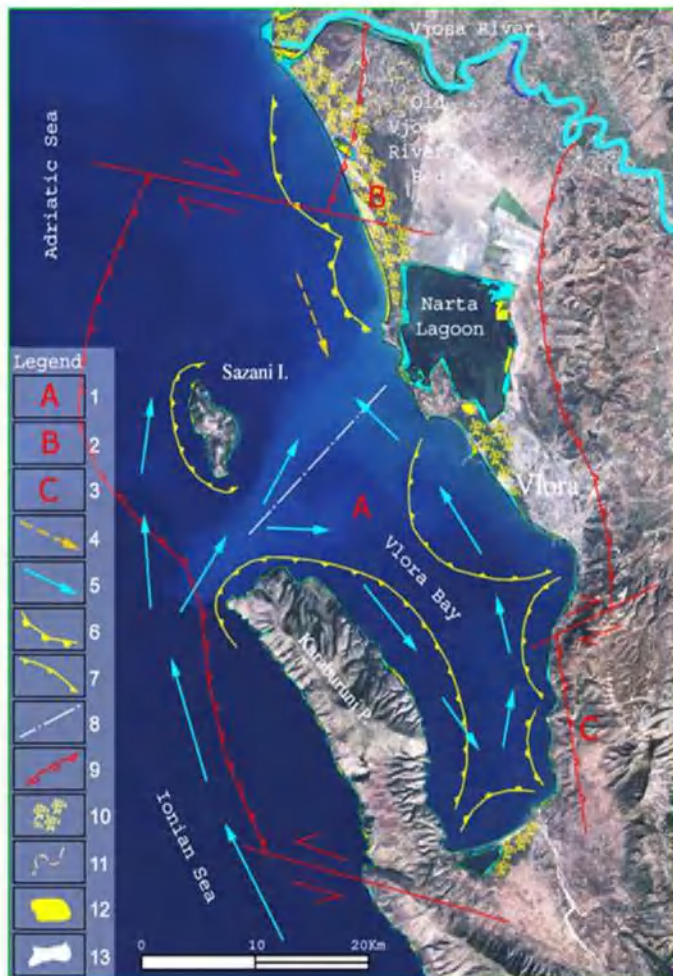 Vjosa River
Old
Vjosa
River
Adriatic Sea
B
Narta
Lagoon
Sazani I.
Legend
A 1
B 2
C 3
4
5
6
7
8
9
10
11
12
13
A
Vlora
Vlora Bay
Karaburuni P.
C
Ionian Sea
0 10 20Km